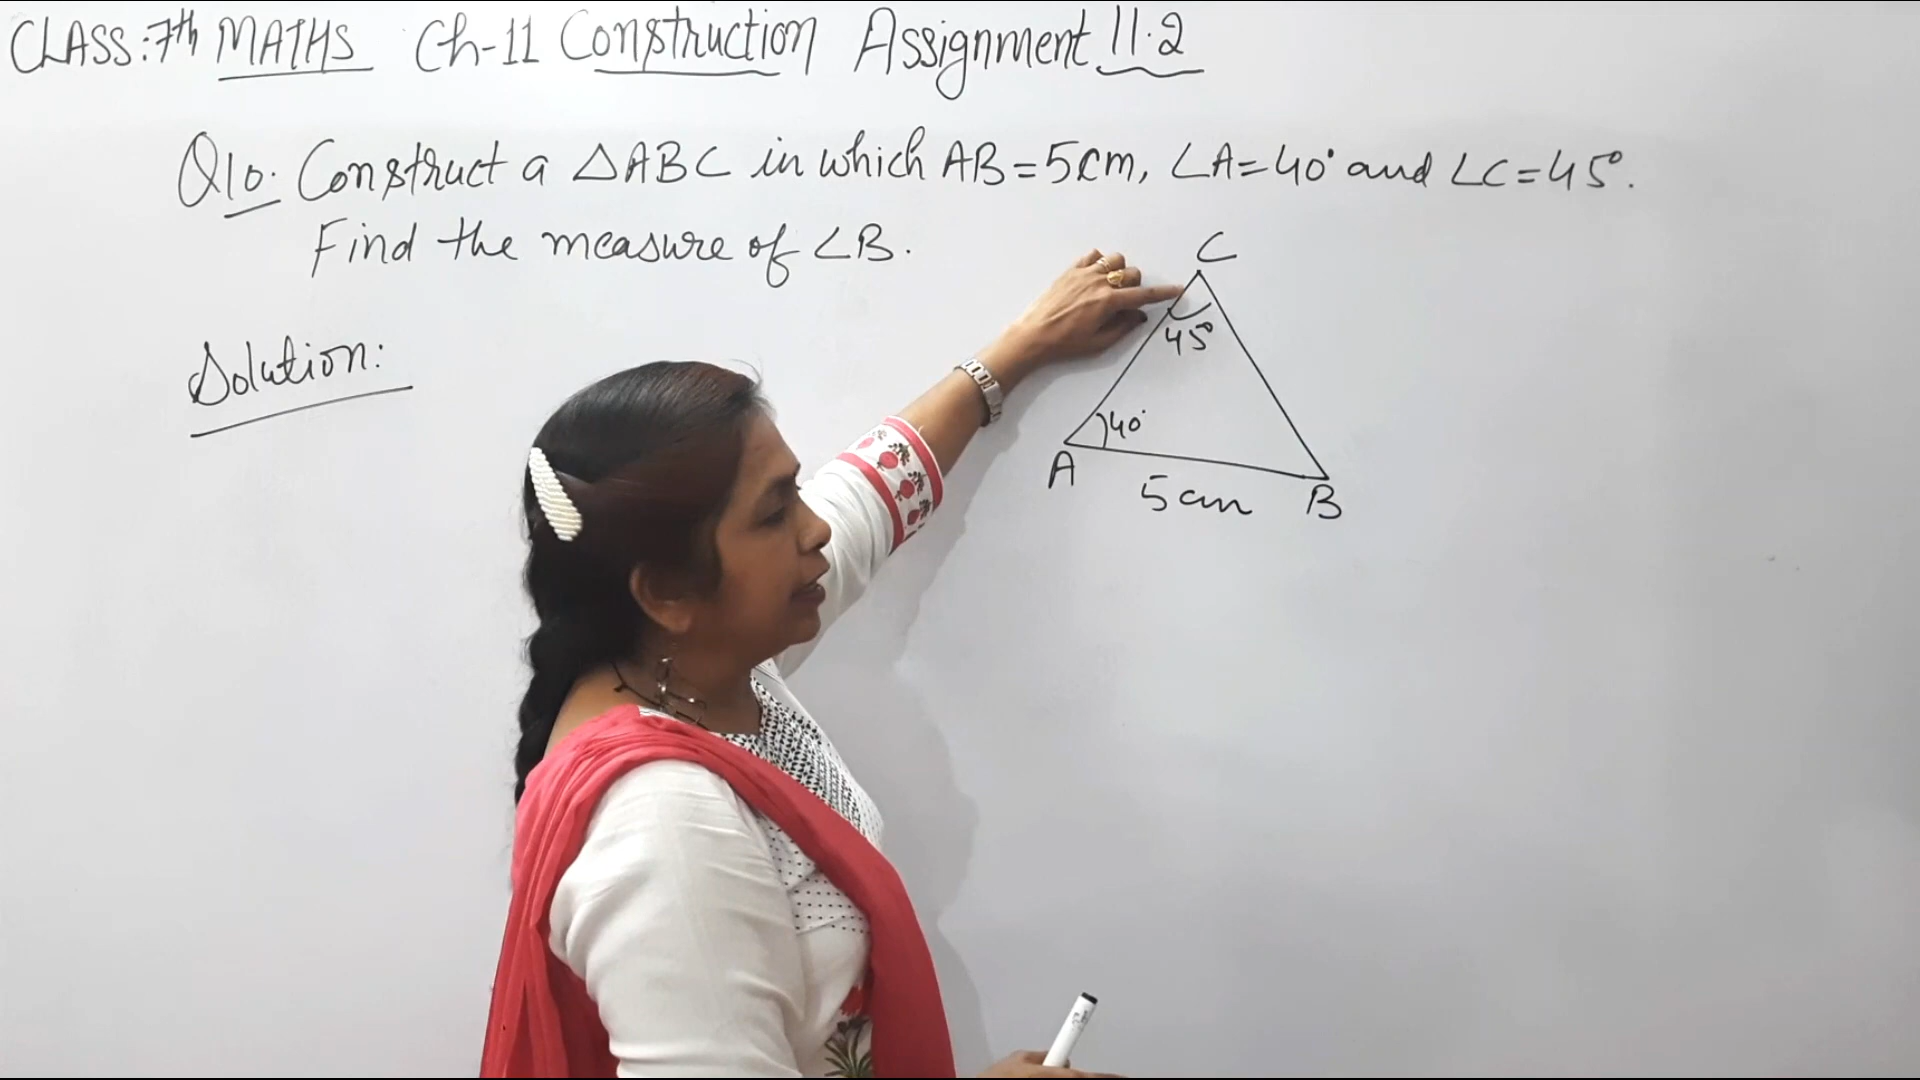 CLASS:7th MATHS Ch-11 Construction Assignment 11.2
Q10. Construct a △ABC in which AB=5cm, ∠A=40° and ∠C=45°.
Find the measure of ∠B.
C
45°
Solution:
40°
A
5cm
B